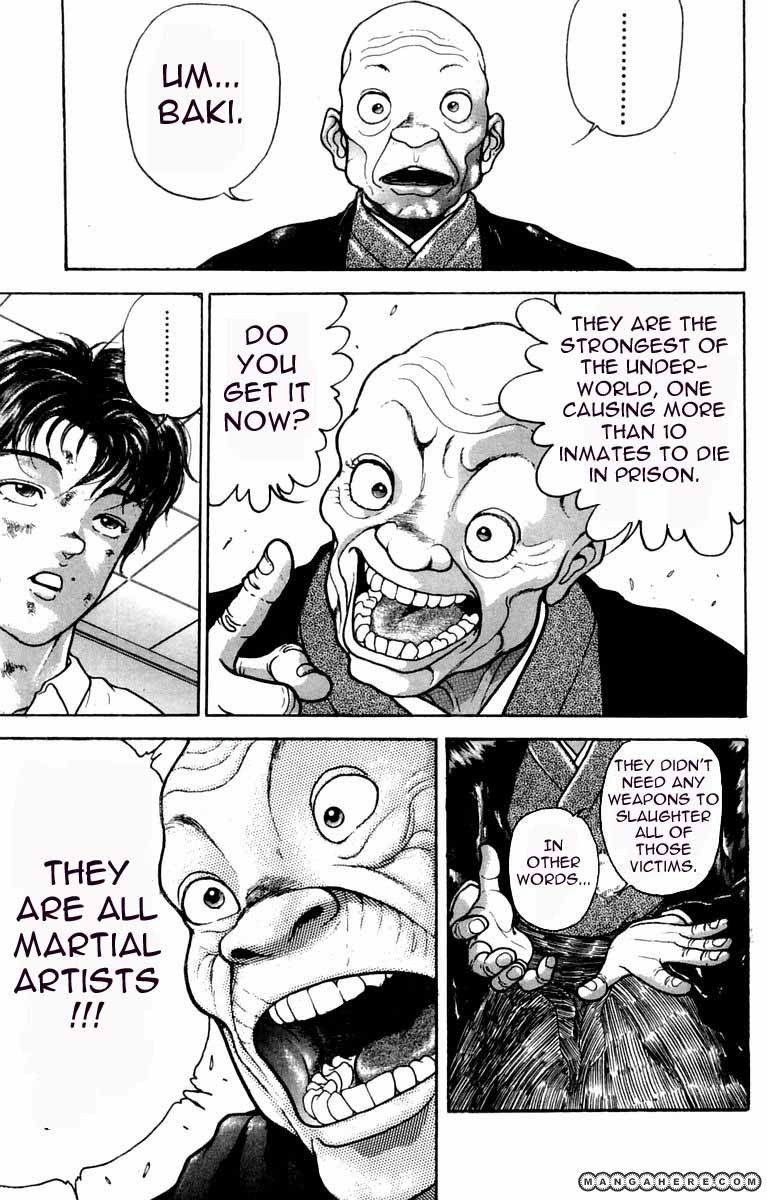 ..........
UM...
BAKI.
THEY ARE THE
STRONGEST OF
THE UNDER-
WORLD, ONE
CAUSING MORE
THAN 10
INMATES TO DIE
IN PRISON.
DO
YOU
GET IT
NOW?
..........
THEY DIDN'T
NEED ANY
WEAPONS TO
SLAUGHTER
ALL OF
THOSE
VICTIMS.
IN
OTHER
WORDS...
THEY
ARE ALL
MARTIAL
ARTISTS
!!!
MANGAHERE.COM